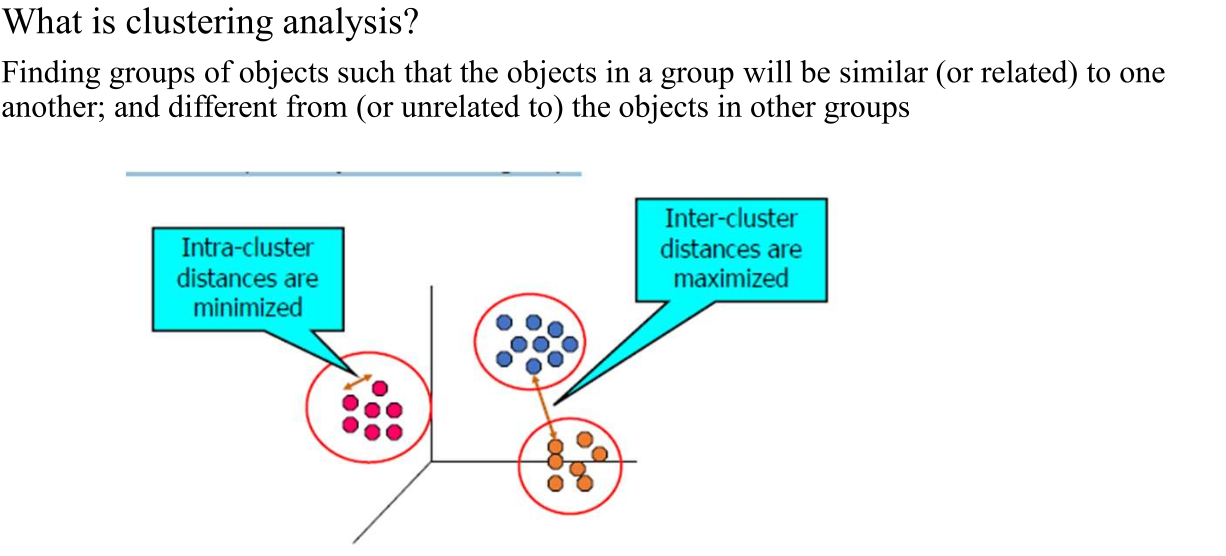 What is clustering analysis?
Finding groups of objects such that the objects in a group will be similar (or related) to one
another; and different from (or unrelated to) the objects in other groups
Intra-cluster
distances are
minimized
Inter-cluster
distances are
maximized